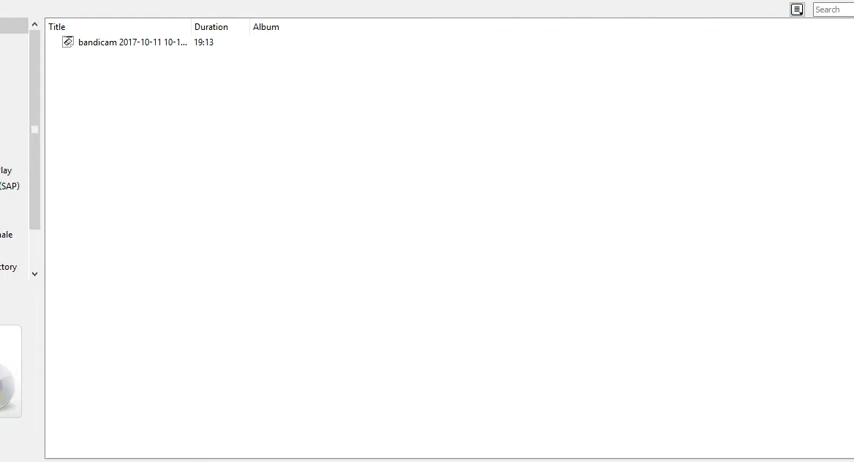 Search
Title Duration Album
bandicam 2017-10-11 10-1... 19:13
lay
(SAP)
ale
tory